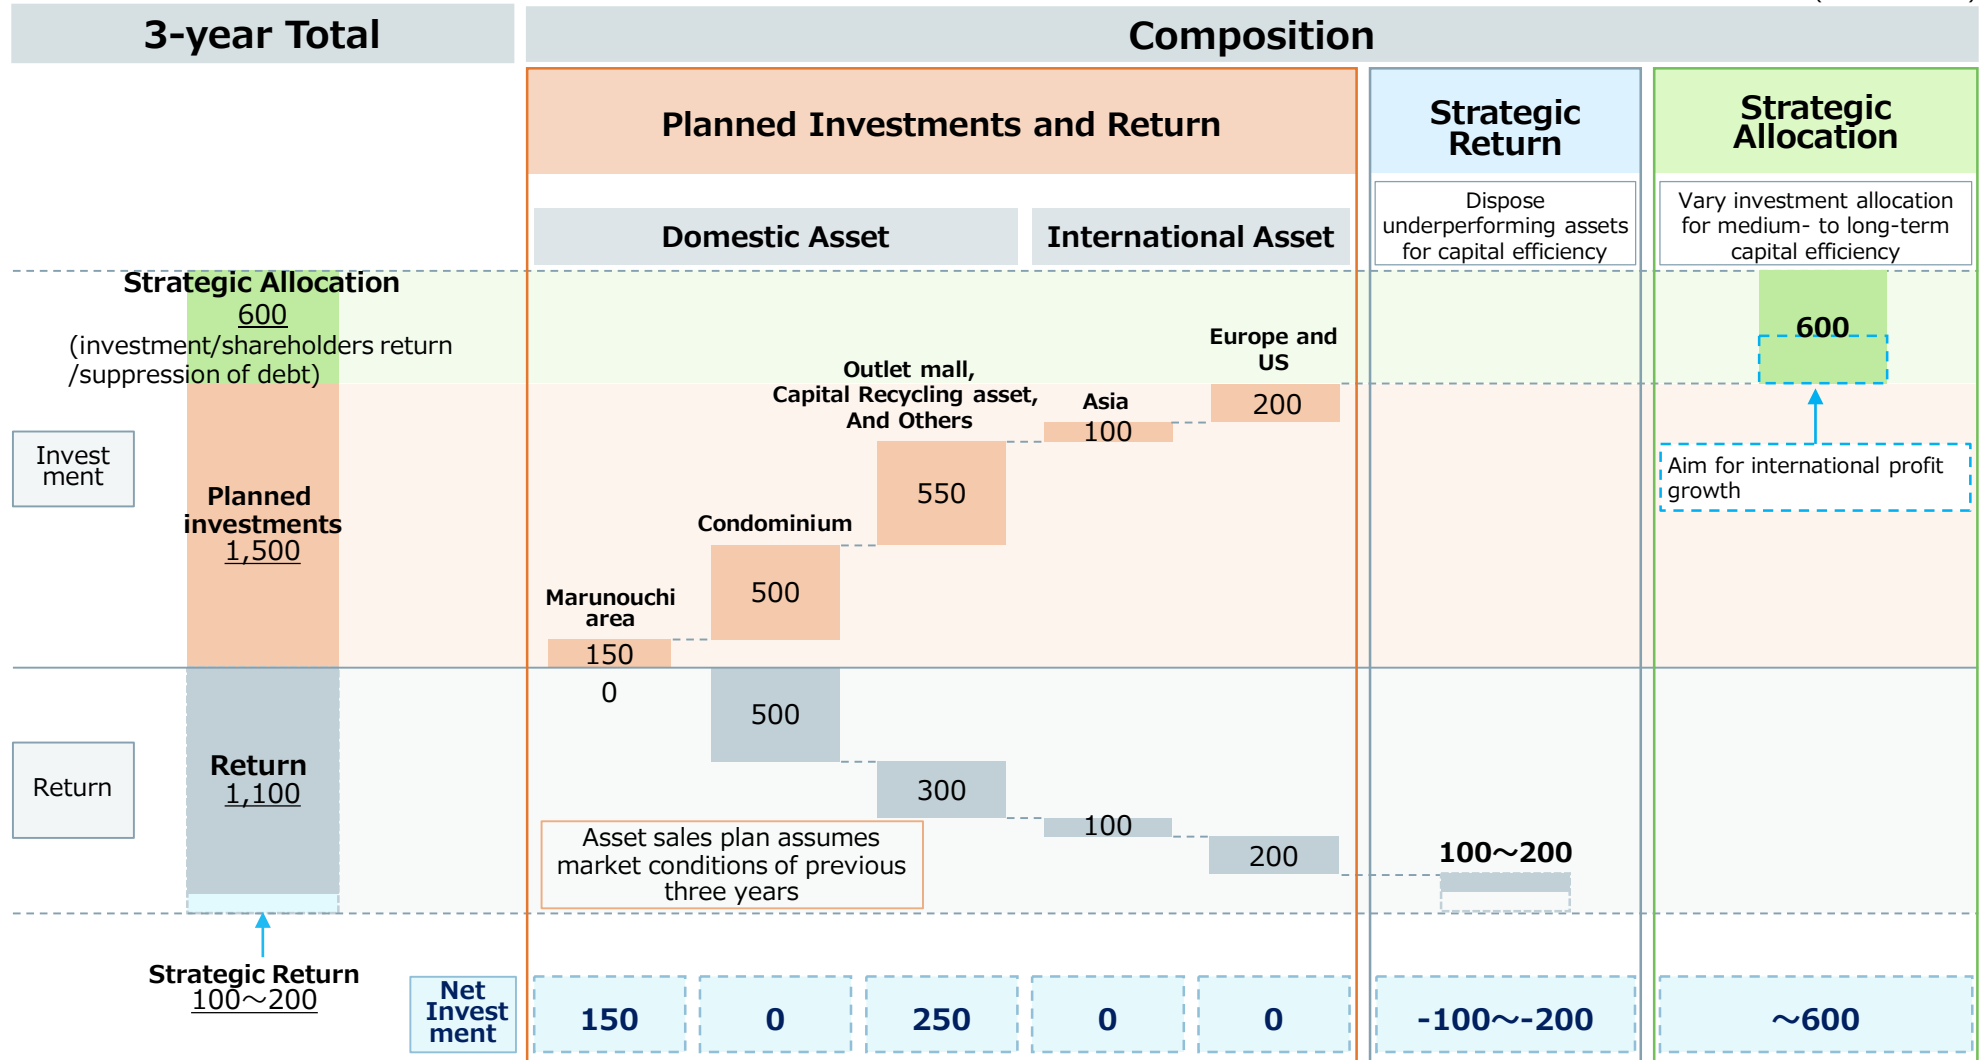 3-year Total
Composition
Planned Investments and Return
Strategic
Return
Strategic
Allocation
Dispose
underperforming assets
for capital efficiency
Vary investment allocation
for medium- to long-term
capital efficiency
Domestic Asset
International Asset
Strategic Allocation
600
(investment/shareholders return
/suppression of debt)
600
Europe and
US
200
Outlet mall,
Capital Recycling asset,
And Others
550
Asia
100
Invest
ment
Aim for international profit
growth
Planned
investments
1,500
Condominium
500
Marunouchi
area
150
0
500
Return
Return
1,100
300
100
200
100～200
Asset sales plan assumes
market conditions of previous
three years
Strategic Return
100～200
Net
Invest
ment
150
0
250
0
0
-100～-200
～600